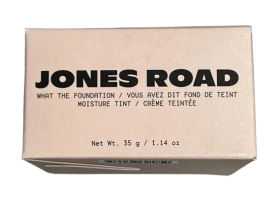 JONES ROAD
WHAT THE FOUNDATION / VOUS AVEZ DIT FOND DE TEINT
MOISTURE TINT / CRÈME TEINTÉE
Net Wt. 35 g / 1.14 oz